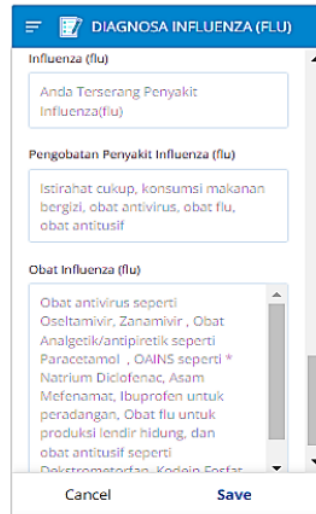 DIAGNOSA INFLUENZA (FLU)
Influenza (flu)
Anda Terserang Penyakit
Influenza(flu)
Pengobatan Penyakit Influenza (flu)
Istirahat cukup, konsumsi makanan
bergizi, obat antivirus, obat flu,
obat antitusif
Obat Influenza (flu)
Obat antivirus seperti
Oseltamivir, Zanamivir , Obat
Analgetik/antipiretik seperti
Paracetamol , OAINS seperti *
Natrium Diclofenac, Asam
Mefenamat, Ibuprofen untuk
peradangan, Obat flu untuk
produksi lendir hidung, dan
obat antitusif seperti
Dekstrometorfan, Kodein Fosfat
Cancel Save